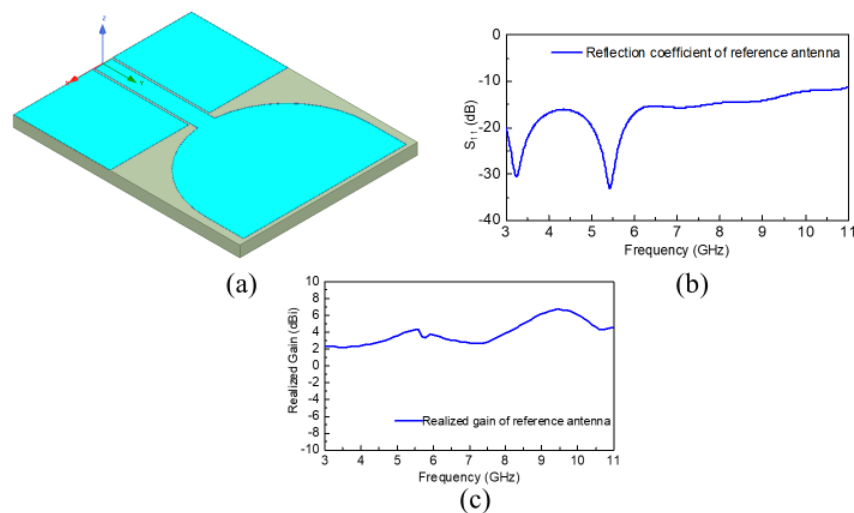 Z
Y
(a)
0
-10
-20
-30
-40
S11 (dB)
Reflection coefficient of reference antenna
3 4 5 6 7 8 9 10 11
Frequency (GHz)
(b)
10
8
6
4
2
0
-2
-4
-6
-8
-10
Realized Gain (dBi)
Realized gain of reference antenna
3 4 5 6 7 8 9 10 11
Frequency (GHz)
(c)